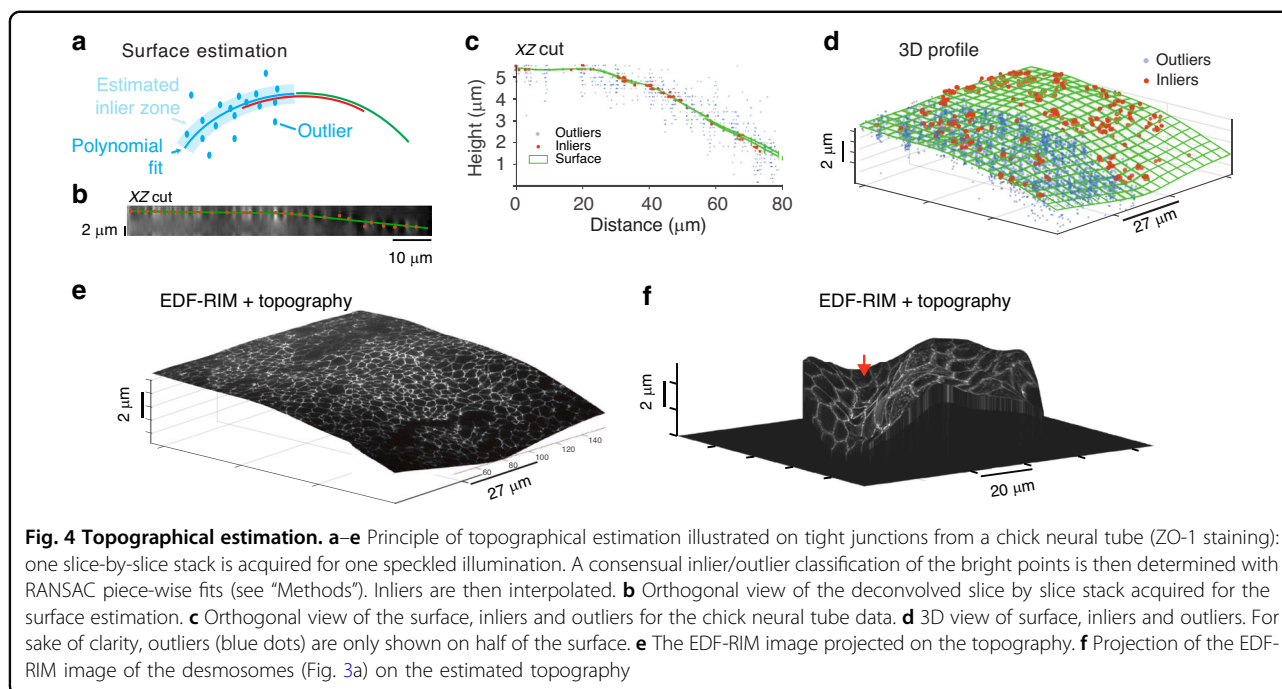 a
Surface estimation
Estimated
inlier zone
Outlier
Polynomial
fit
b
XZ cut
2 μm
10 μm
c
XZ cut
Height (μm)
5
4
3
2
1
Outliers
Inliers
Surface
0
20
40
60
80
Distance (μm)
d
3D profile
Outliers
Inliers
2 μm
27 μm
e
EDF-RIM + topography
2 μm
60
80
100
120
140
27 μm
f
EDF-RIM + topography
2 μm
20 μm
Fig. 4 Topographical estimation. a–e Principle of topographical estimation illustrated on tight junctions from a chick neural tube (ZO-1 staining):
one slice-by-slice stack is acquired for one speckled illumination. A consensual inlier/outlier classification of the bright points is then determined with
RANSAC piece-wise fits (see “Methods”). Inliers are then interpolated. b Orthogonal view of the deconvolved slice by slice stack acquired for the
surface estimation. c Orthogonal view of the surface, inliers and outliers for the chick neural tube data. d 3D view of surface, inliers and outliers. For
sake of clarity, outliers (blue dots) are only shown on half of the surface. e The EDF-RIM image projected on the topography. f Projection of the EDF-
RIM image of the desmosomes (Fig. 3a) on the estimated topography